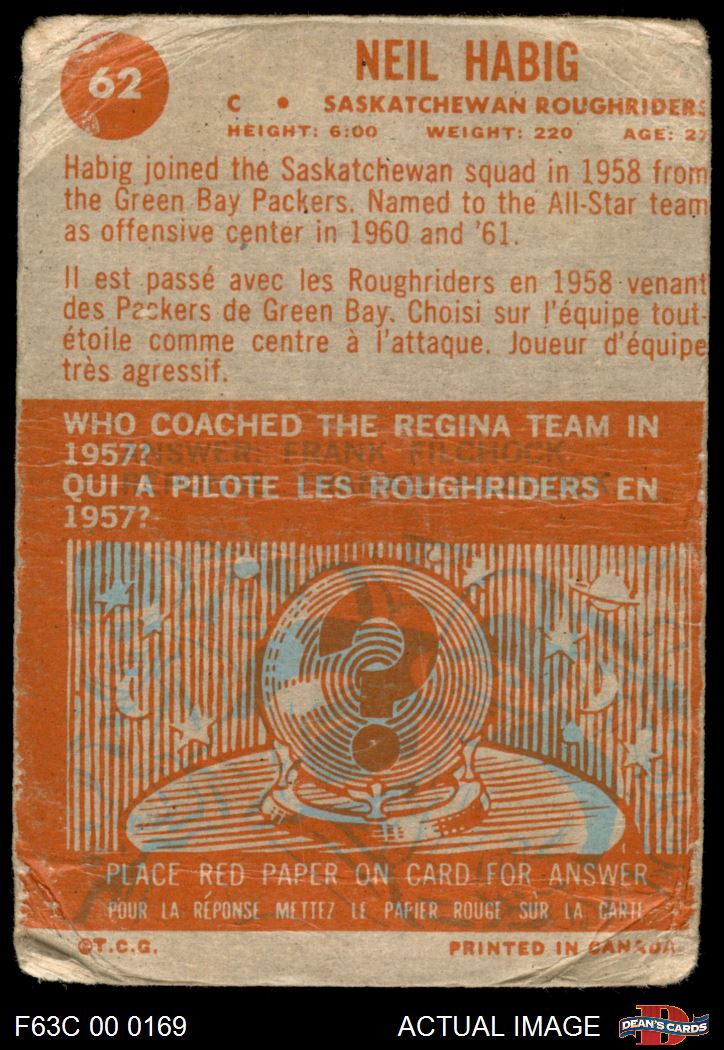 62
NEIL HABIG
C • SASKATCHEWAN ROUGHRIDERS
HEIGHT: 6:00 WEIGHT: 220 AGE: 27
Habig joined the Saskatchewan squad in 1958 from
the Green Bay Packers. Named to the All-Star team
as offensive center in 1960 and '61.
Il est passé avec les Roughriders en 1958 venant
des Packers de Green Bay. Choisi sur l'équipe tout-
étoile comme centre à l'attaque. Joueur d'équipe
très agressif.
WHO COACHED THE REGINA TEAM IN
1957?
ANSWER: FRANK FILCHOCK.
QUI A PILOTE LES ROUGHRIDERS EN
1957?
?
PLACE RED PAPER ON CARD FOR ANSWER
POUR LA RÉPONSE METTEZ LE PAPIER ROUGE SUR LA CARTE
©T.C.G. PRINTED IN CANADA
F63C 00 0169 ACTUAL IMAGE
D
DEAN'S CARDS